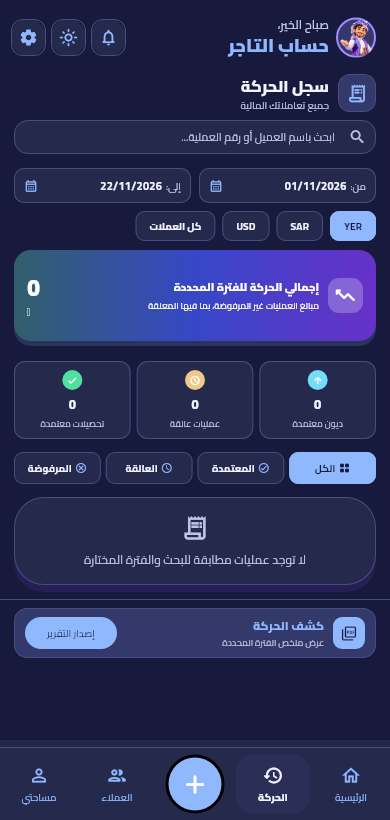 صباح الخير،
حساب التاجر
سجل الحركة
جميع تعاملاتك المالية
ابحث باسم العميل أو رقم العملية...
من: 01/11/2026
إلى: 22/11/2026
YER
SAR
USD
كل العملات
إجمالي الحركة للفترة المحددة
مبالغ العمليات غير المرفوضة، بما فيها المعلقة
0
0
ديون معتمدة
0
عمليات عالقة
0
تحصيلات معتمدة
الكل
المعتمدة
العالقة
المرفوضة
لا توجد عمليات مطابقة للبحث والفترة المختارة
كشف الحركة
عرض ملخص الفترة المحددة
إصدار التقرير
الرئيسية
الحركة
العملاء
مساحتي